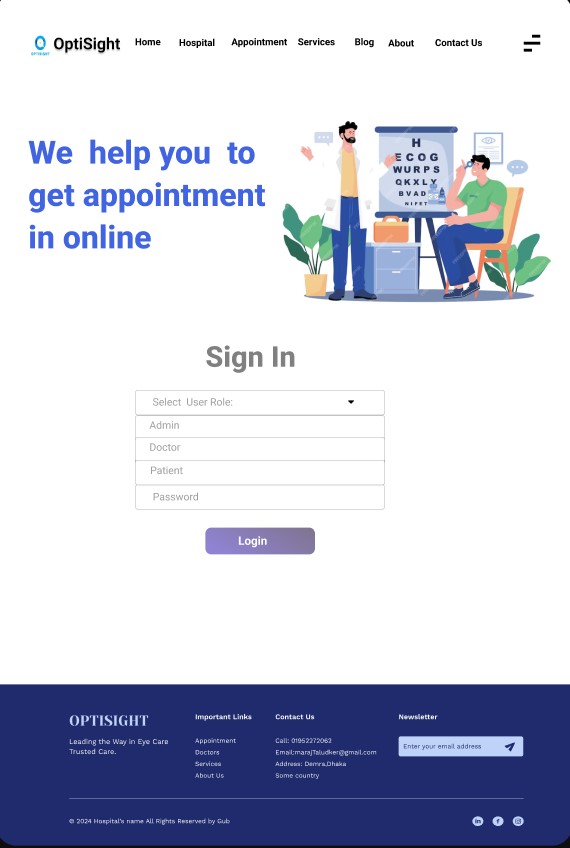 OPTISIGHT
OptiSight
Home
Hospital
Appointment
Services
Blog
About
Contact Us
We help you to
get appointment
in online
H
E C O G
W U R P S
Q K X L Y
B V A D
N I F E T
Sign In
Select User Role:
Admin
Doctor
Patient
Password
Login
OPTISIGHT
Leading the Way in Eye Care
Trusted Care.
Important Links
Appointment
Doctors
Services
About Us
Contact Us
Call: 01952272062
Email:marajTaludker@gmail.com
Address: Demra,Dhaka
Some country
Newsletter
Enter your email address
© 2024 Hospital's name All Rights Reserved by Gub
in
f